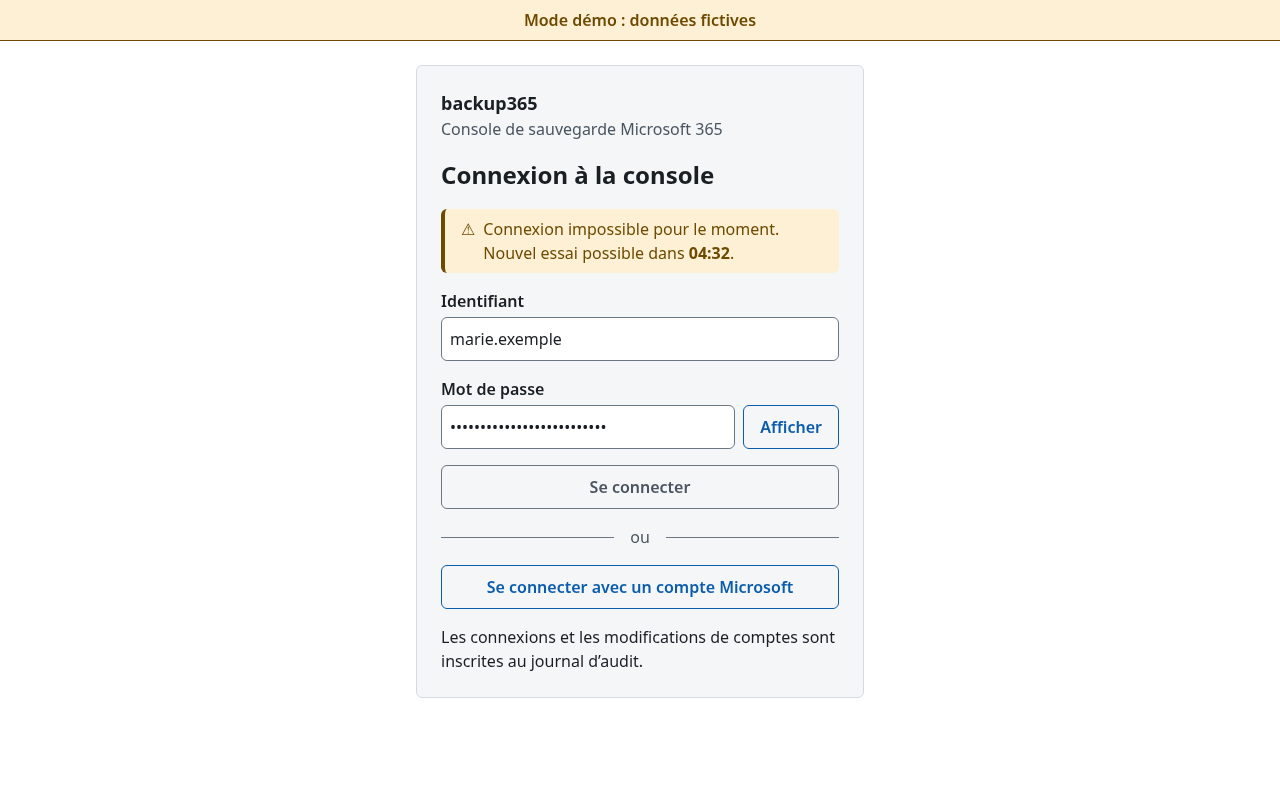 Mode démo : données fictives
backup365
Console de sauvegarde Microsoft 365
Connexion à la console
⚠ Connexion impossible pour le moment.
Nouvel essai possible dans 04:32.
Identifiant
marie.exemple
Mot de passe
••••••••••••••••••••••••••
Afficher
Se connecter
ou
Se connecter avec un compte Microsoft
Les connexions et les modifications de comptes sont
inscrites au journal d’audit.